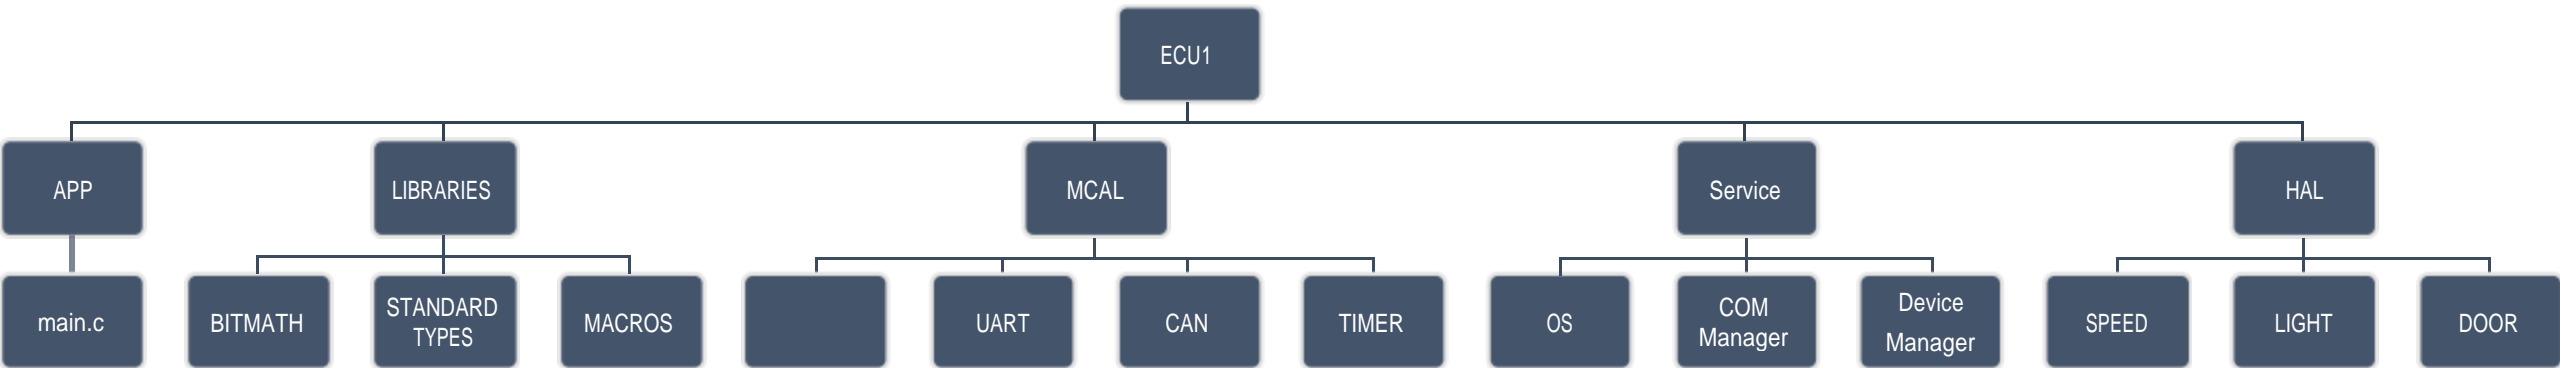 ECU1
APP
LIBRARIES
MCAL
Service
HAL
main.c
BITMATH
STANDARD
TYPES
MACROS
UART
CAN
TIMER
OS
COM
Manager
Device
Manager
SPEED
LIGHT
DOOR